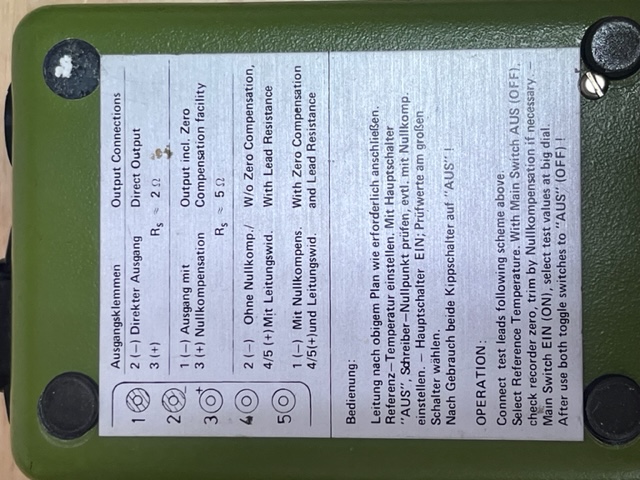 Ausgangsklemmen Output Connections
1 2 (−) Direkter Ausgang Direct Output
3 (+) Rs ≈ 2 Ω
2 − 1 (−) Ausgang mit Output incl. Zero
3 + 3 (+) Nullkompensation Compensation facility
Rs ≈ 5 Ω
4 2 (−) Ohne Nullkomp./ W/o Zero Compensation,
4/5 (+) Mit Leitungswid. With Lead Resistance
5 1 (−) Mit Nullkompens. With Zero Compensation
4/5(+)und Leitungswid. and Lead Resistance
Bedienung:
Leitung nach obigem Plan wie erforderlich anschließen.
Referenz–Temperatur einstellen. Mit Hauptschalter
"AUS", Schreiber–Nullpunkt prüfen, evtl. mit Nullkomp.
einstellen. – Hauptschalter EIN; Prüfwerte am großen
Schalter wählen.
Nach Gebrauch beide Kippschalter auf "AUS" !
OPERATION:
Connect test leads following scheme above.
Select Reference Temperature. With Main Switch AUS (OFF),
check recorder zero, trim by Nullkompensation if necessary. –
Main Switch EIN (ON), select test values at big dial.
After use both toggle switches to "AUS" (OFF) !